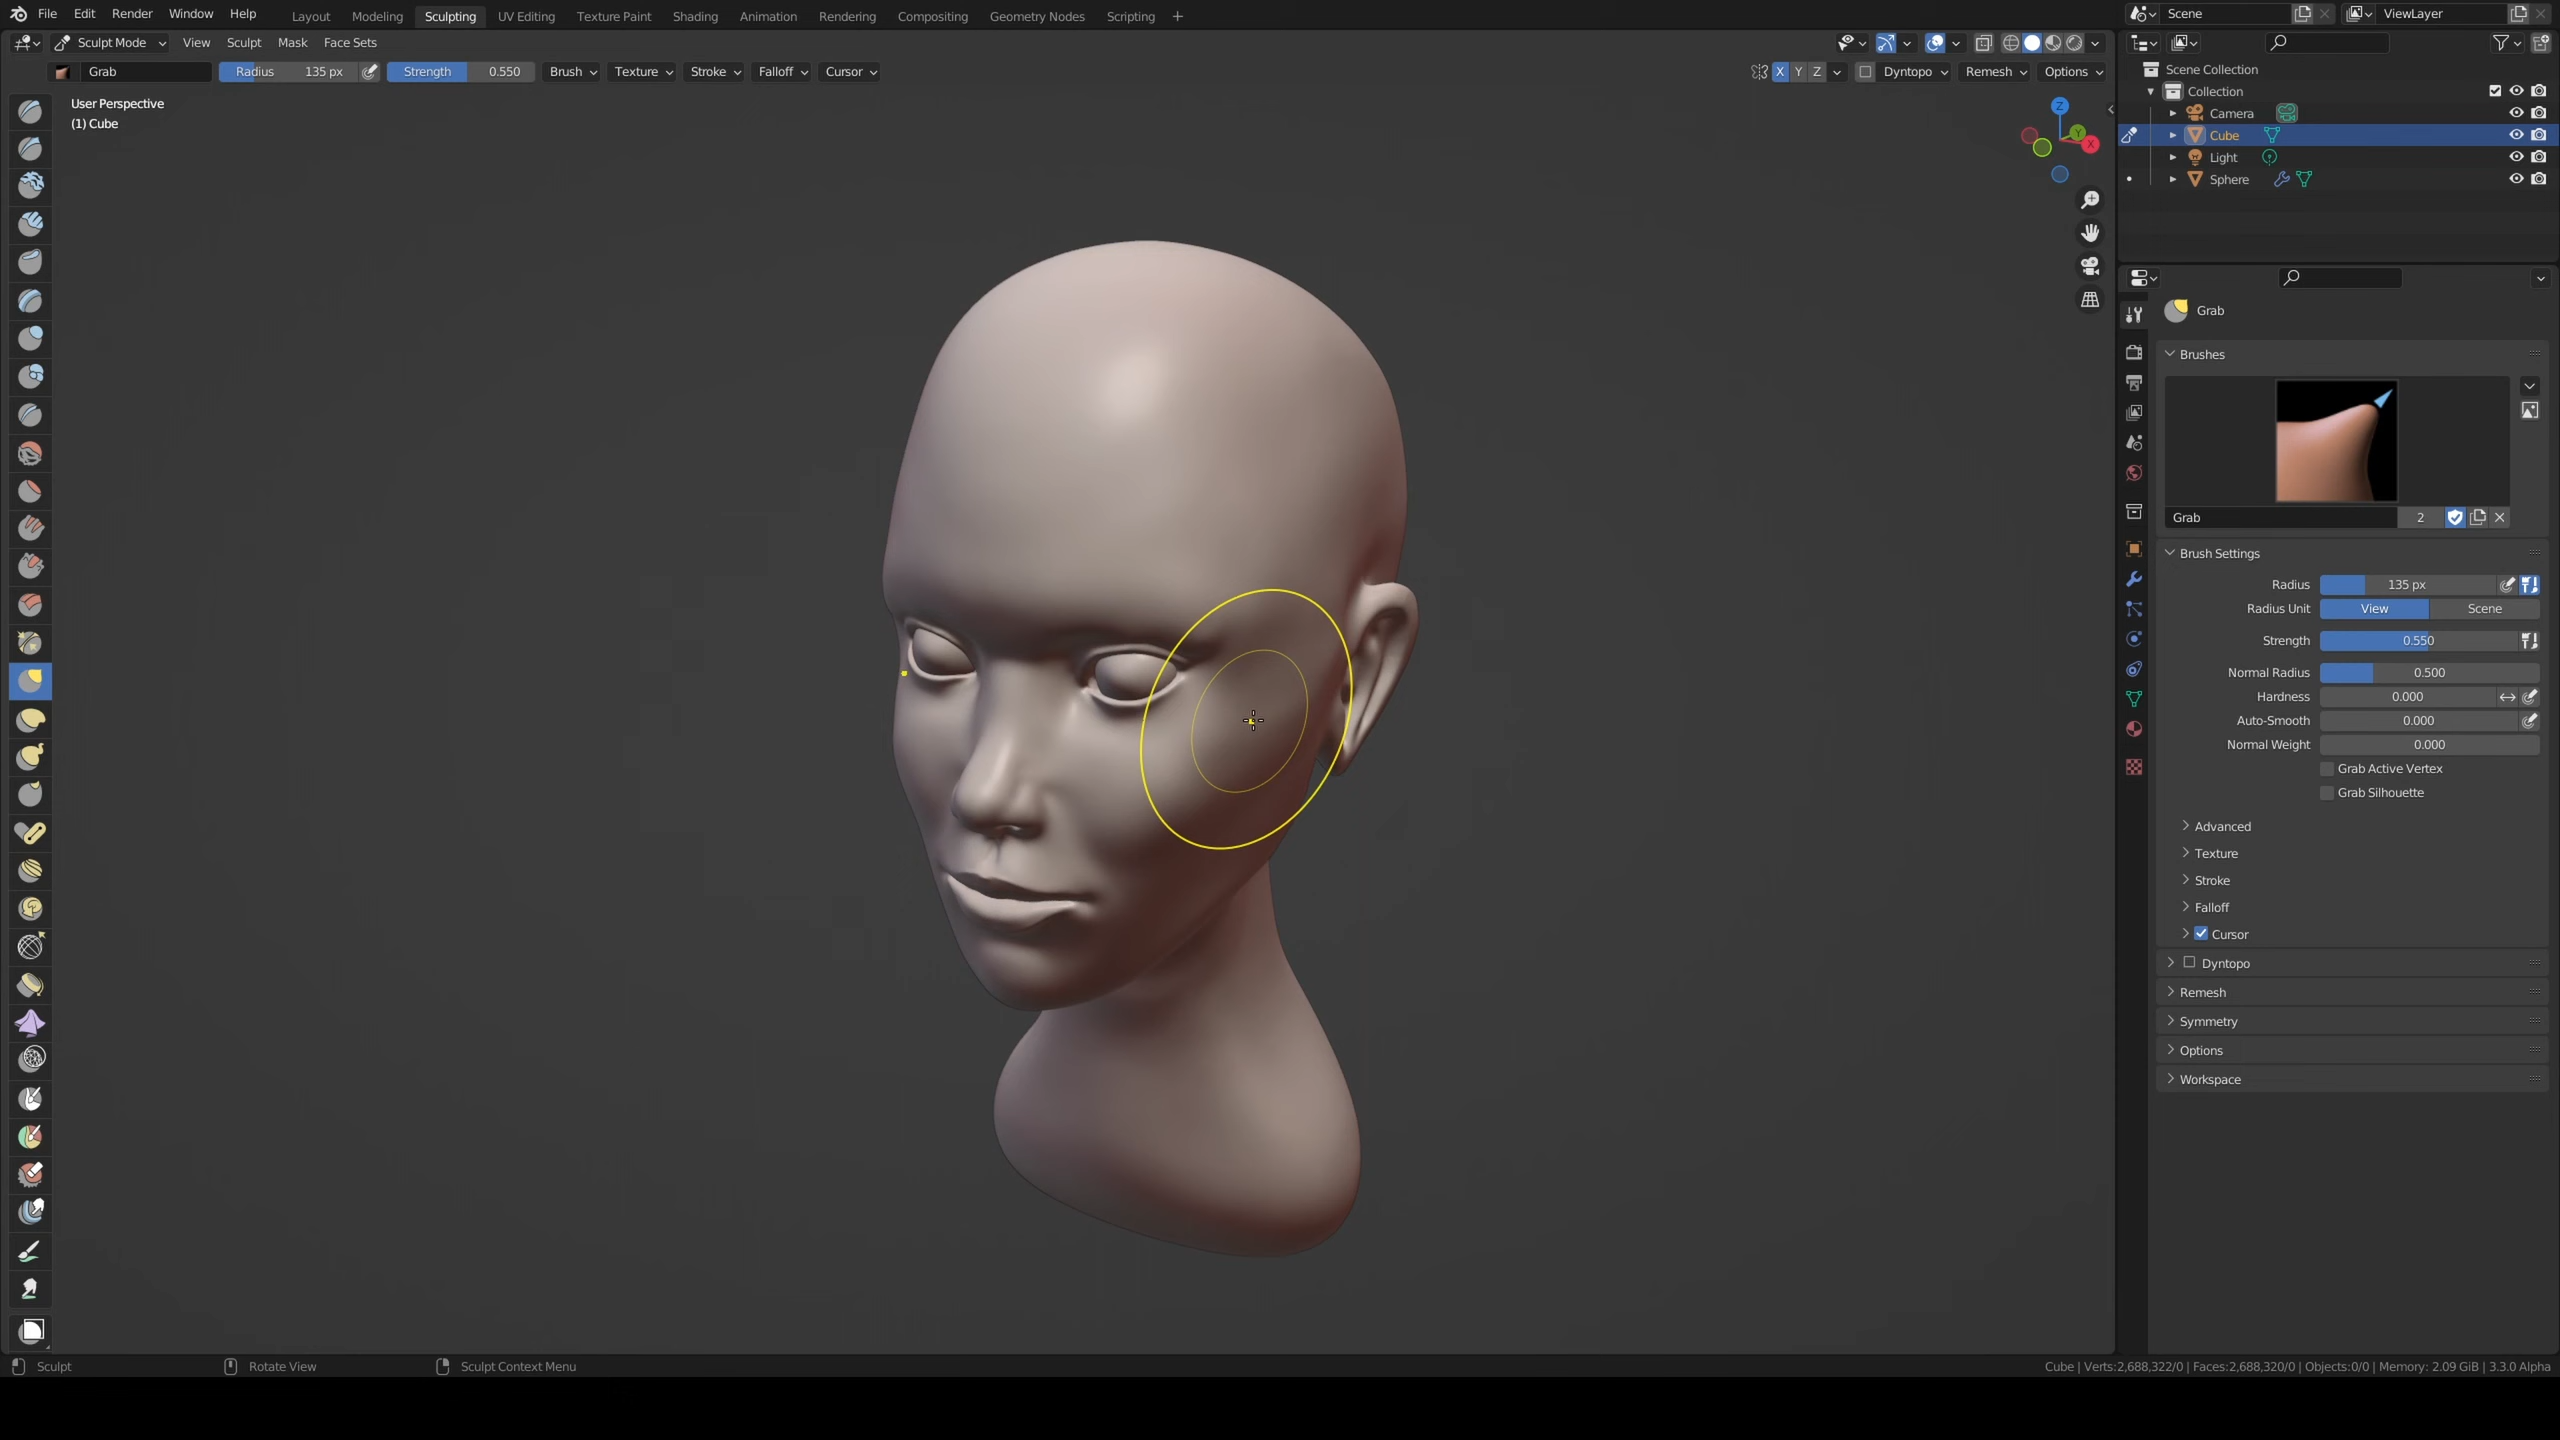 File Edit Render Window Help Layout Modeling Sculpting UV Editing Texture Paint Shading Animation Rendering Compositing Geometry Nodes Scripting + Scene ViewLayer
Sculpt Mode View Sculpt Mask Face Sets
Grab Radius 135 px Strength 0.550 Brush Texture Stroke Falloff Cursor X Y Z Dyntopo Remesh Options
User Perspective
(1) Cube
Z
Y
X
Scene Collection
Collection
Camera
Cube
Light
Sphere
Grab
Brushes
Grab 2
Brush Settings
Radius 135 px
Radius Unit View Scene
Strength 0.550
Normal Radius 0.500
Hardness 0.000
Auto-Smooth 0.000
Normal Weight 0.000
Grab Active Vertex
Grab Silhouette
Advanced
Texture
Stroke
Falloff
Cursor
Dyntopo
Remesh
Symmetry
Options
Workspace
Sculpt Rotate View Sculpt Context Menu Cube | Verts:2,688,322/0 | Faces:2,688,320/0 | Objects:0/0 | Memory: 2.09 GiB | 3.3.0 Alpha